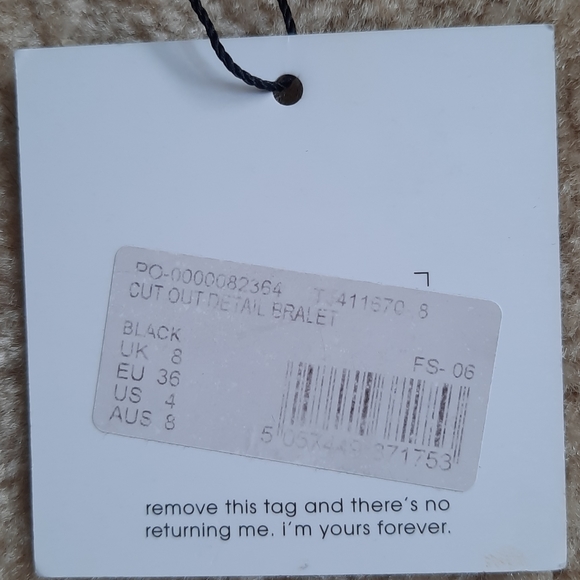 PO-0000082364 T 411670 8
CUT OUT DETAIL BRALET
BLACK
UK 8
EU 36
US 4
AUS 8
FS- 06
remove this tag and there's no
returning me. i'm yours forever.